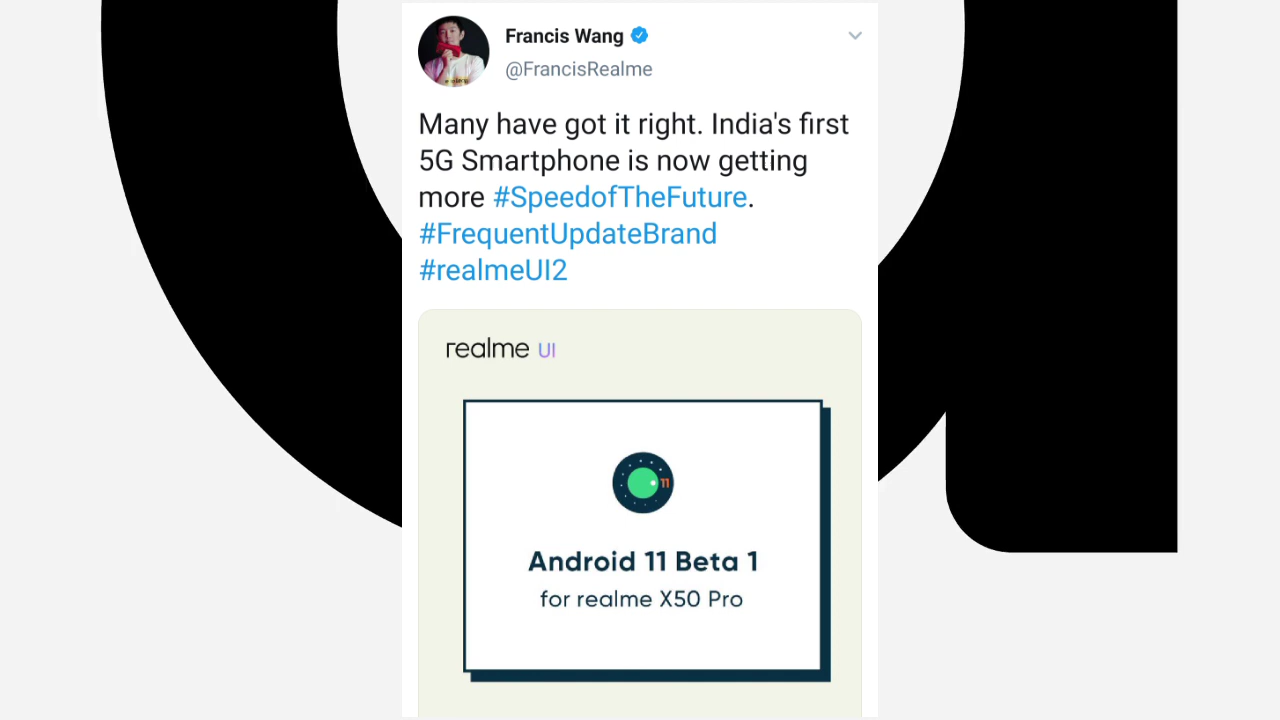 Francis Wang
@FrancisRealme
Many have got it right. India's first
5G Smartphone is now getting
more #SpeedofTheFuture.
#FrequentUpdateBrand
#realmeUI2
realme UI
11
Android 11 Beta 1
for realme X50 Pro